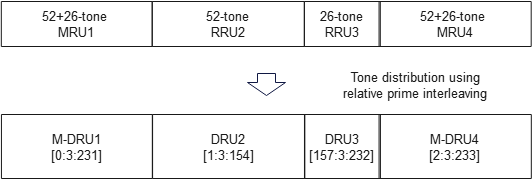 52+26-tone
MRU1
52-tone
RRU2
26-tone
RRU3
52+26-tone
MRU4
Tone distribution using
relative prime interleaving
M-DRU1
[0:3:231]
DRU2
[1:3:154]
DRU3
[157:3:232]
M-DRU4
[2:3:233]